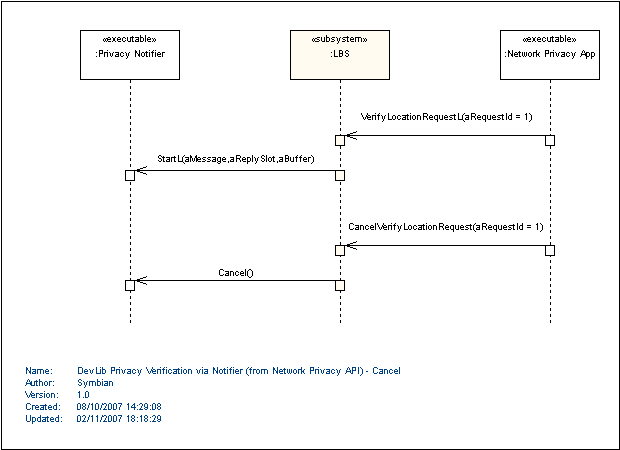 «executable»
:Privacy Notifier
«subsystem»
:LBS
«executable»
:Network Privacy App
VerifyLocationRequestL(aRequestId = 1)
StartL(aMessage,aReplySlot,aBuffer)
CancelVerifyLocationRequest(aRequestId = 1)
Cancel()
Name: DevLib Privacy Verification via Notifier (from Network Privacy API) - Cancel
Author: Symbian
Version: 1.0
Created: 08/10/2007 14:29:08
Updated: 02/11/2007 18:18:29